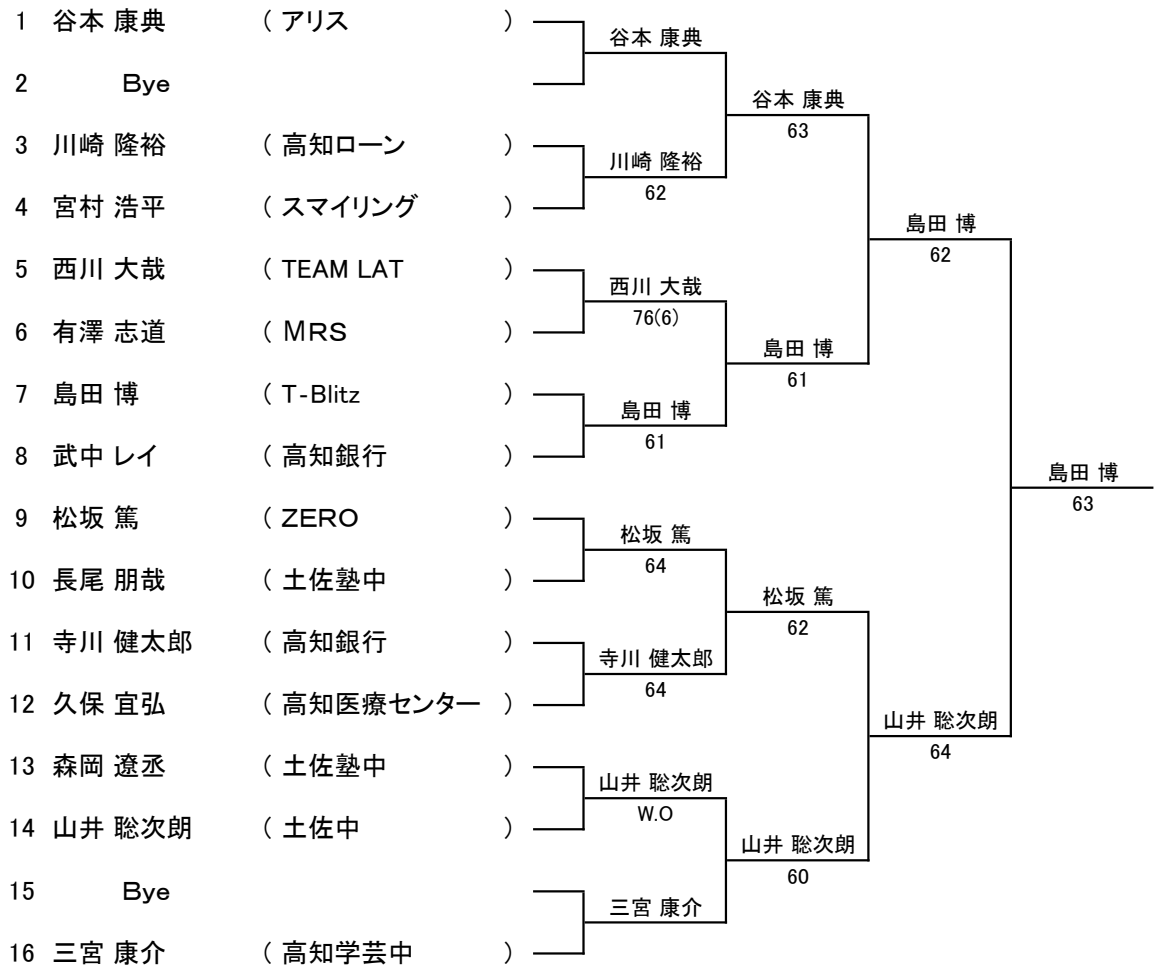 1 谷本 康典 ( アリス )
2 Bye
3 川崎 隆裕 ( 高知ローン )
4 宮村 浩平 ( スマイリング )
5 西川 大哉 ( TEAM LAT )
6 有澤 志道 ( MRS )
7 島田 博 ( T-Blitz )
8 武中 レイ ( 高知銀行 )
9 松坂 篤 ( ZERO )
10 長尾 朋哉 ( 土佐塾中 )
11 寺川 健太郎 ( 高知銀行 )
12 久保 宜弘 ( 高知医療センター )
13 森岡 遼丞 ( 土佐塾中 )
14 山井 聡次朗 ( 土佐中 )
15 Bye
16 三宮 康介 ( 高知学芸中 )
谷本 康典
川崎 隆裕
62
西川 大哉
76(6)
島田 博
61
松坂 篤
64
寺川 健太郎
64
山井 聡次朗
W.O
三宮 康介
谷本 康典
63
島田 博
61
松坂 篤
62
山井 聡次朗
60
島田 博
62
山井 聡次朗
64
島田 博
63